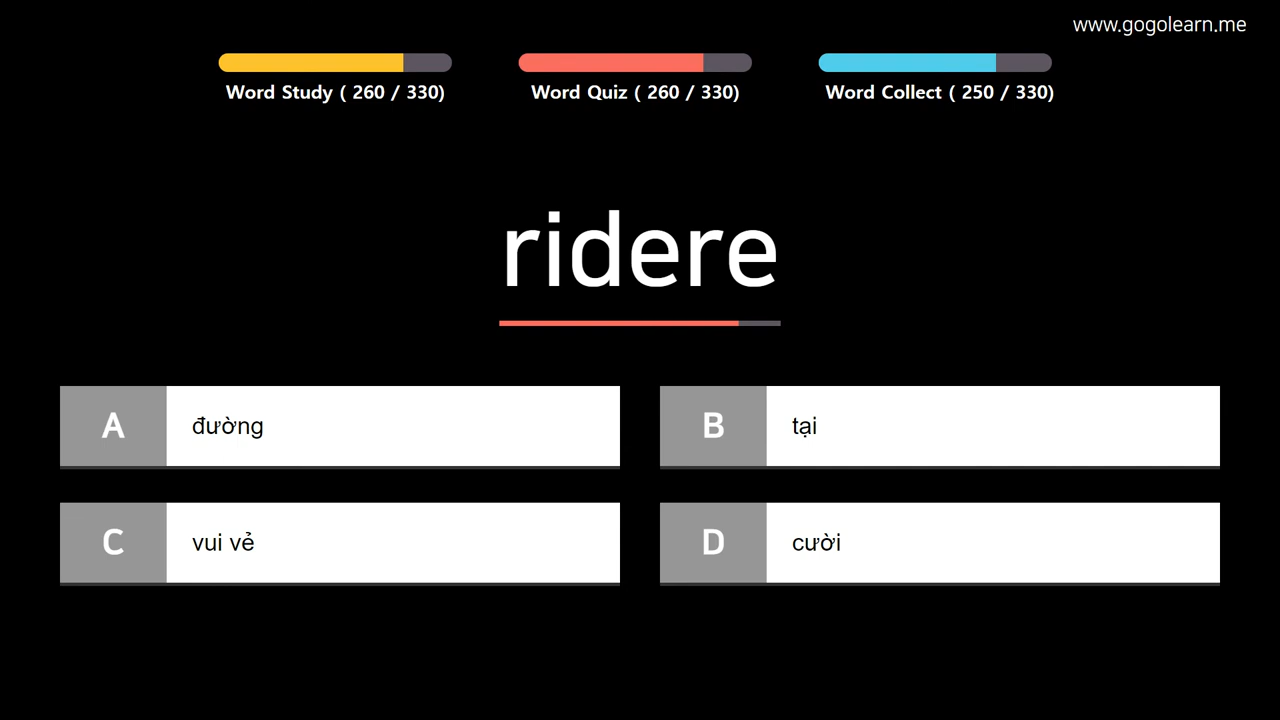 www.gogolearn.me
Word Study ( 260 / 330)
Word Quiz ( 260 / 330)
Word Collect ( 250 / 330)
ridere
A đường
B tại
C vui vẻ
D cười